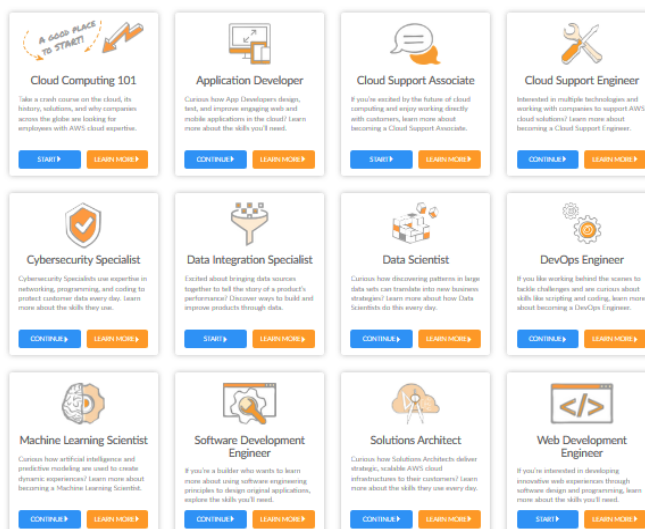 A GOOD PLACE
TO START!
Cloud Computing 101
Take a crash course on the cloud, its
history, solutions, and why companies
across the globe are looking for
employees with AWS cloud expertise.
START
LEARN MORE
Application Developer
Curious how App Developers design,
test, and improve engaging web and
mobile applications in the cloud? Learn
more about the skills you'll need.
CONTINUE
LEARN MORE
Cloud Support Associate
If you're excited by the future of cloud
computing and enjoy working directly
with customers, learn more about
becoming a Cloud Support Associate.
START
LEARN MORE
Cloud Support Engineer
Interested in multiple technologies and
working with companies to support AWS
cloud solutions? Learn more about
becoming a Cloud Support Engineer.
CONTINUE
LEARN MORE
Cybersecurity Specialist
Cybersecurity Specialists use expertise in
networking, programming, and coding to
protect customer data every day. Learn
more about the skills they use.
CONTINUE
LEARN MORE
Data Integration Specialist
Excited about bringing data sources
together to tell the story of a product's
performance? Discover ways to build and
improve products through data.
START
LEARN MORE
Data Scientist
Curious how discovering patterns in large
data sets can translate into new business
strategies? Learn more about how Data
Scientists do this every day.
CONTINUE
LEARN MORE
DevOps Engineer
If you like working behind the scenes to
tackle challenges and are curious about
skills like scripting and coding, learn more
about becoming a DevOps Engineer.
CONTINUE
LEARN MORE
Machine Learning Scientist
Curious how artificial intelligence and
predictive modeling are used to create
dynamic experiences? Learn more about
becoming a Machine Learning Scientist.
CONTINUE
LEARN MORE
Software Development
Engineer
If you're a builder who wants to learn
more about using software engineering
principles to design original applications,
explore the skills you'll need.
CONTINUE
LEARN MORE
Solutions Architect
Curious how Solutions Architects deliver
strategic, scalable AWS cloud
infrastructures to their customers? Learn
more about the skills they use every day.
CONTINUE
LEARN MORE
</>
Web Development
Engineer
If you're interested in developing
innovative web experiences through
software design and programming, learn
more about the skills you'll need.
START
LEARN MORE